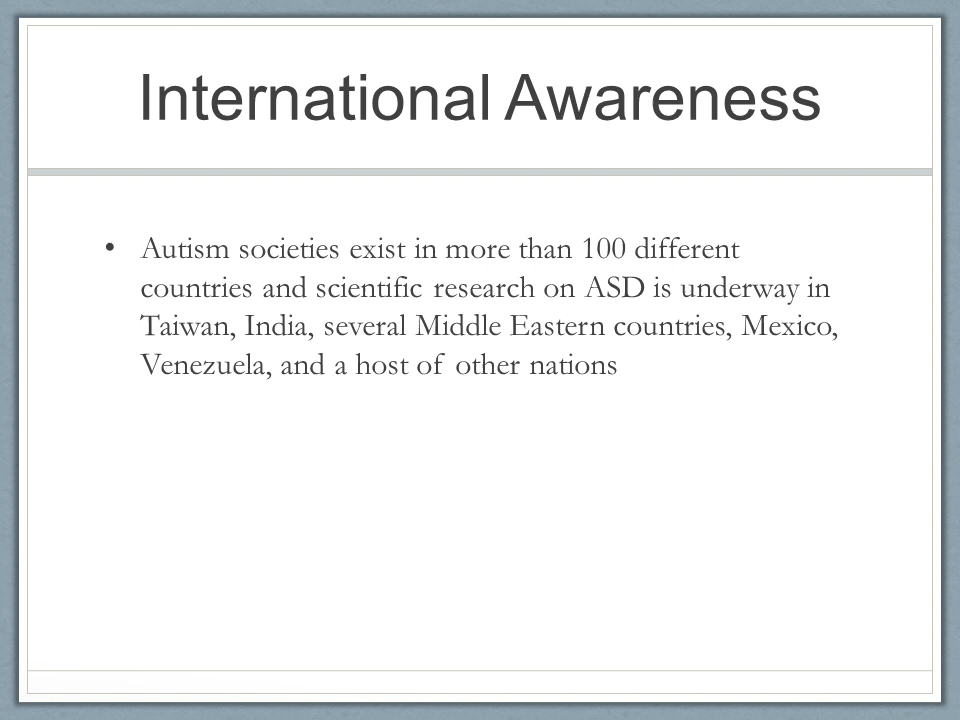 International Awareness
• Autism societies exist in more than 100 different
countries and scientific research on ASD is underway in
Taiwan, India, several Middle Eastern countries, Mexico,
Venezuela, and a host of other nations